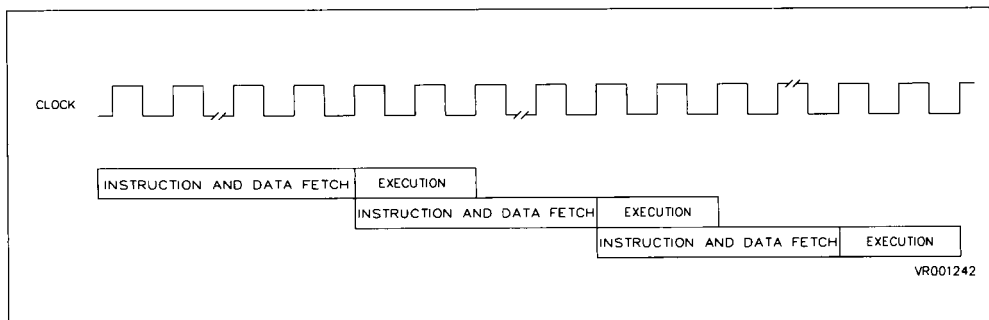 CLOCK
INSTRUCTION AND DATA FETCH EXECUTION
INSTRUCTION AND DATA FETCH EXECUTION
INSTRUCTION AND DATA FETCH EXECUTION
VR001242